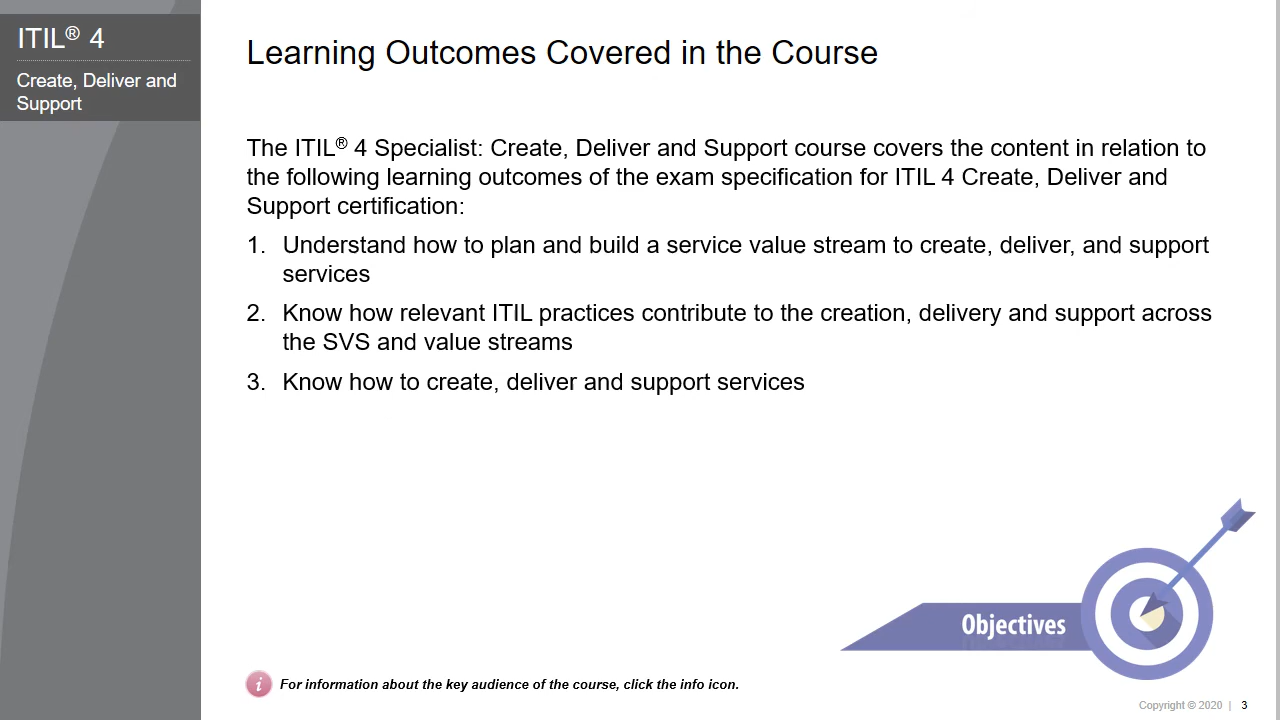 ITIL® 4
Create, Deliver and
Support
Learning Outcomes Covered in the Course
The ITIL® 4 Specialist: Create, Deliver and Support course covers the content in relation to
the following learning outcomes of the exam specification for ITIL 4 Create, Deliver and
Support certification:
1. Understand how to plan and build a service value stream to create, deliver, and support
services
2. Know how relevant ITIL practices contribute to the creation, delivery and support across
the SVS and value streams
3. Know how to create, deliver and support services
Objectives
i For information about the key audience of the course, click the info icon.
Copyright © 2020 | 3